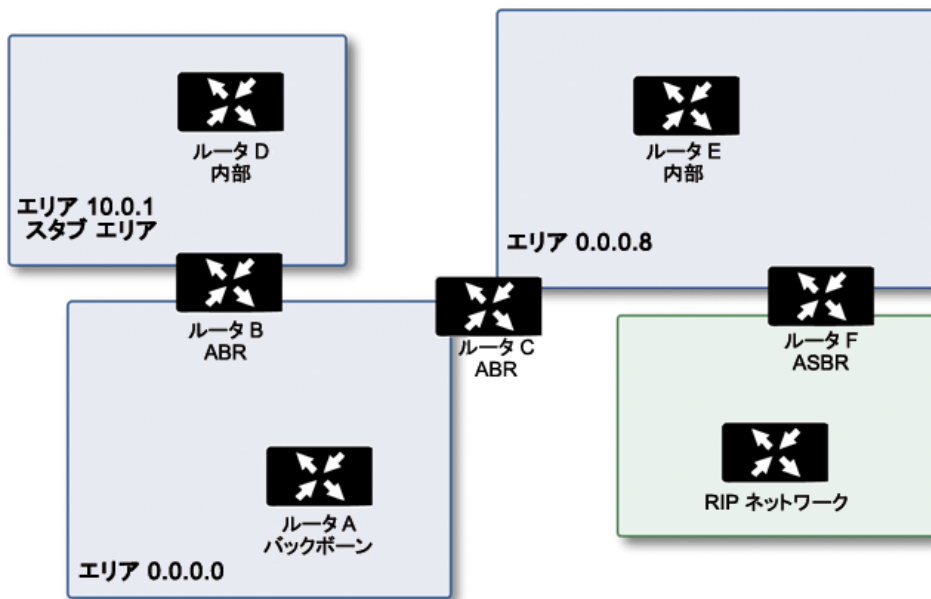 ルータ D
内部
エリア 10.0.1
スタブ エリア
ルータ E
内部
エリア 0.0.0.8
ルータ B
ABR
ルータ C
ABR
ルータ F
ASBR
ルータ A
バックボーン
エリア 0.0.0.0
RIP ネットワーク